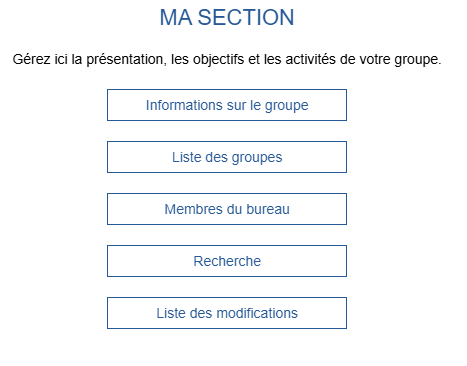 MA SECTION
Gérez ici la présentation, les objectifs et les activités de votre groupe.
Informations sur le groupe
Liste des groupes
Membres du bureau
Recherche
Liste des modifications